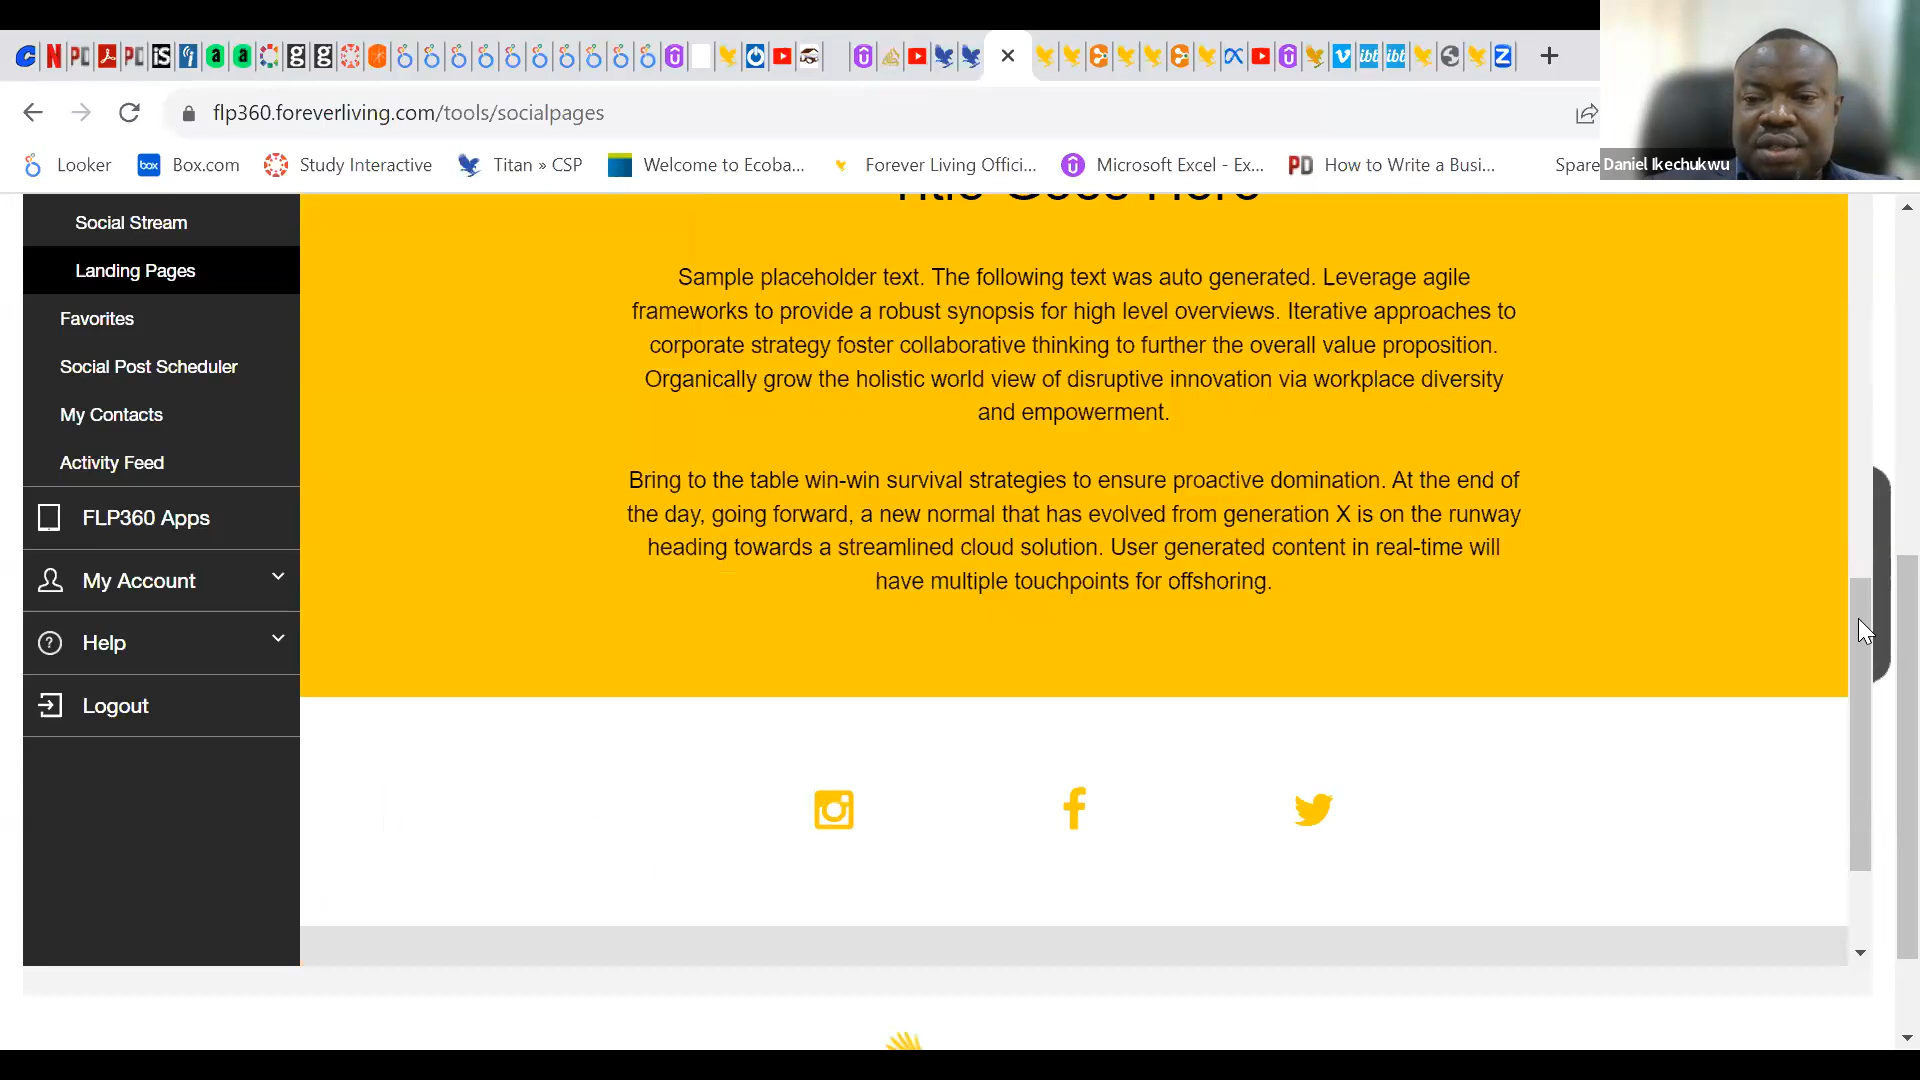 flp360.foreverliving.com/tools/socialpages
Looker
Box.com
Study Interactive
Titan » CSP
Welcome to Ecoba...
Forever Living Offici...
Microsoft Excel - Ex...
How to Write a Busi...
Spare
Daniel Ikechukwu
Title Goes Here
Social Stream
Landing Pages
Favorites
Social Post Scheduler
My Contacts
Activity Feed
FLP360 Apps
My Account
Help
Logout
Sample placeholder text. The following text was auto generated. Leverage agile
frameworks to provide a robust synopsis for high level overviews. Iterative approaches to
corporate strategy foster collaborative thinking to further the overall value proposition.
Organically grow the holistic world view of disruptive innovation via workplace diversity
and empowerment.
Bring to the table win-win survival strategies to ensure proactive domination. At the end of
the day, going forward, a new normal that has evolved from generation X is on the runway
heading towards a streamlined cloud solution. User generated content in real-time will
have multiple touchpoints for offshoring.